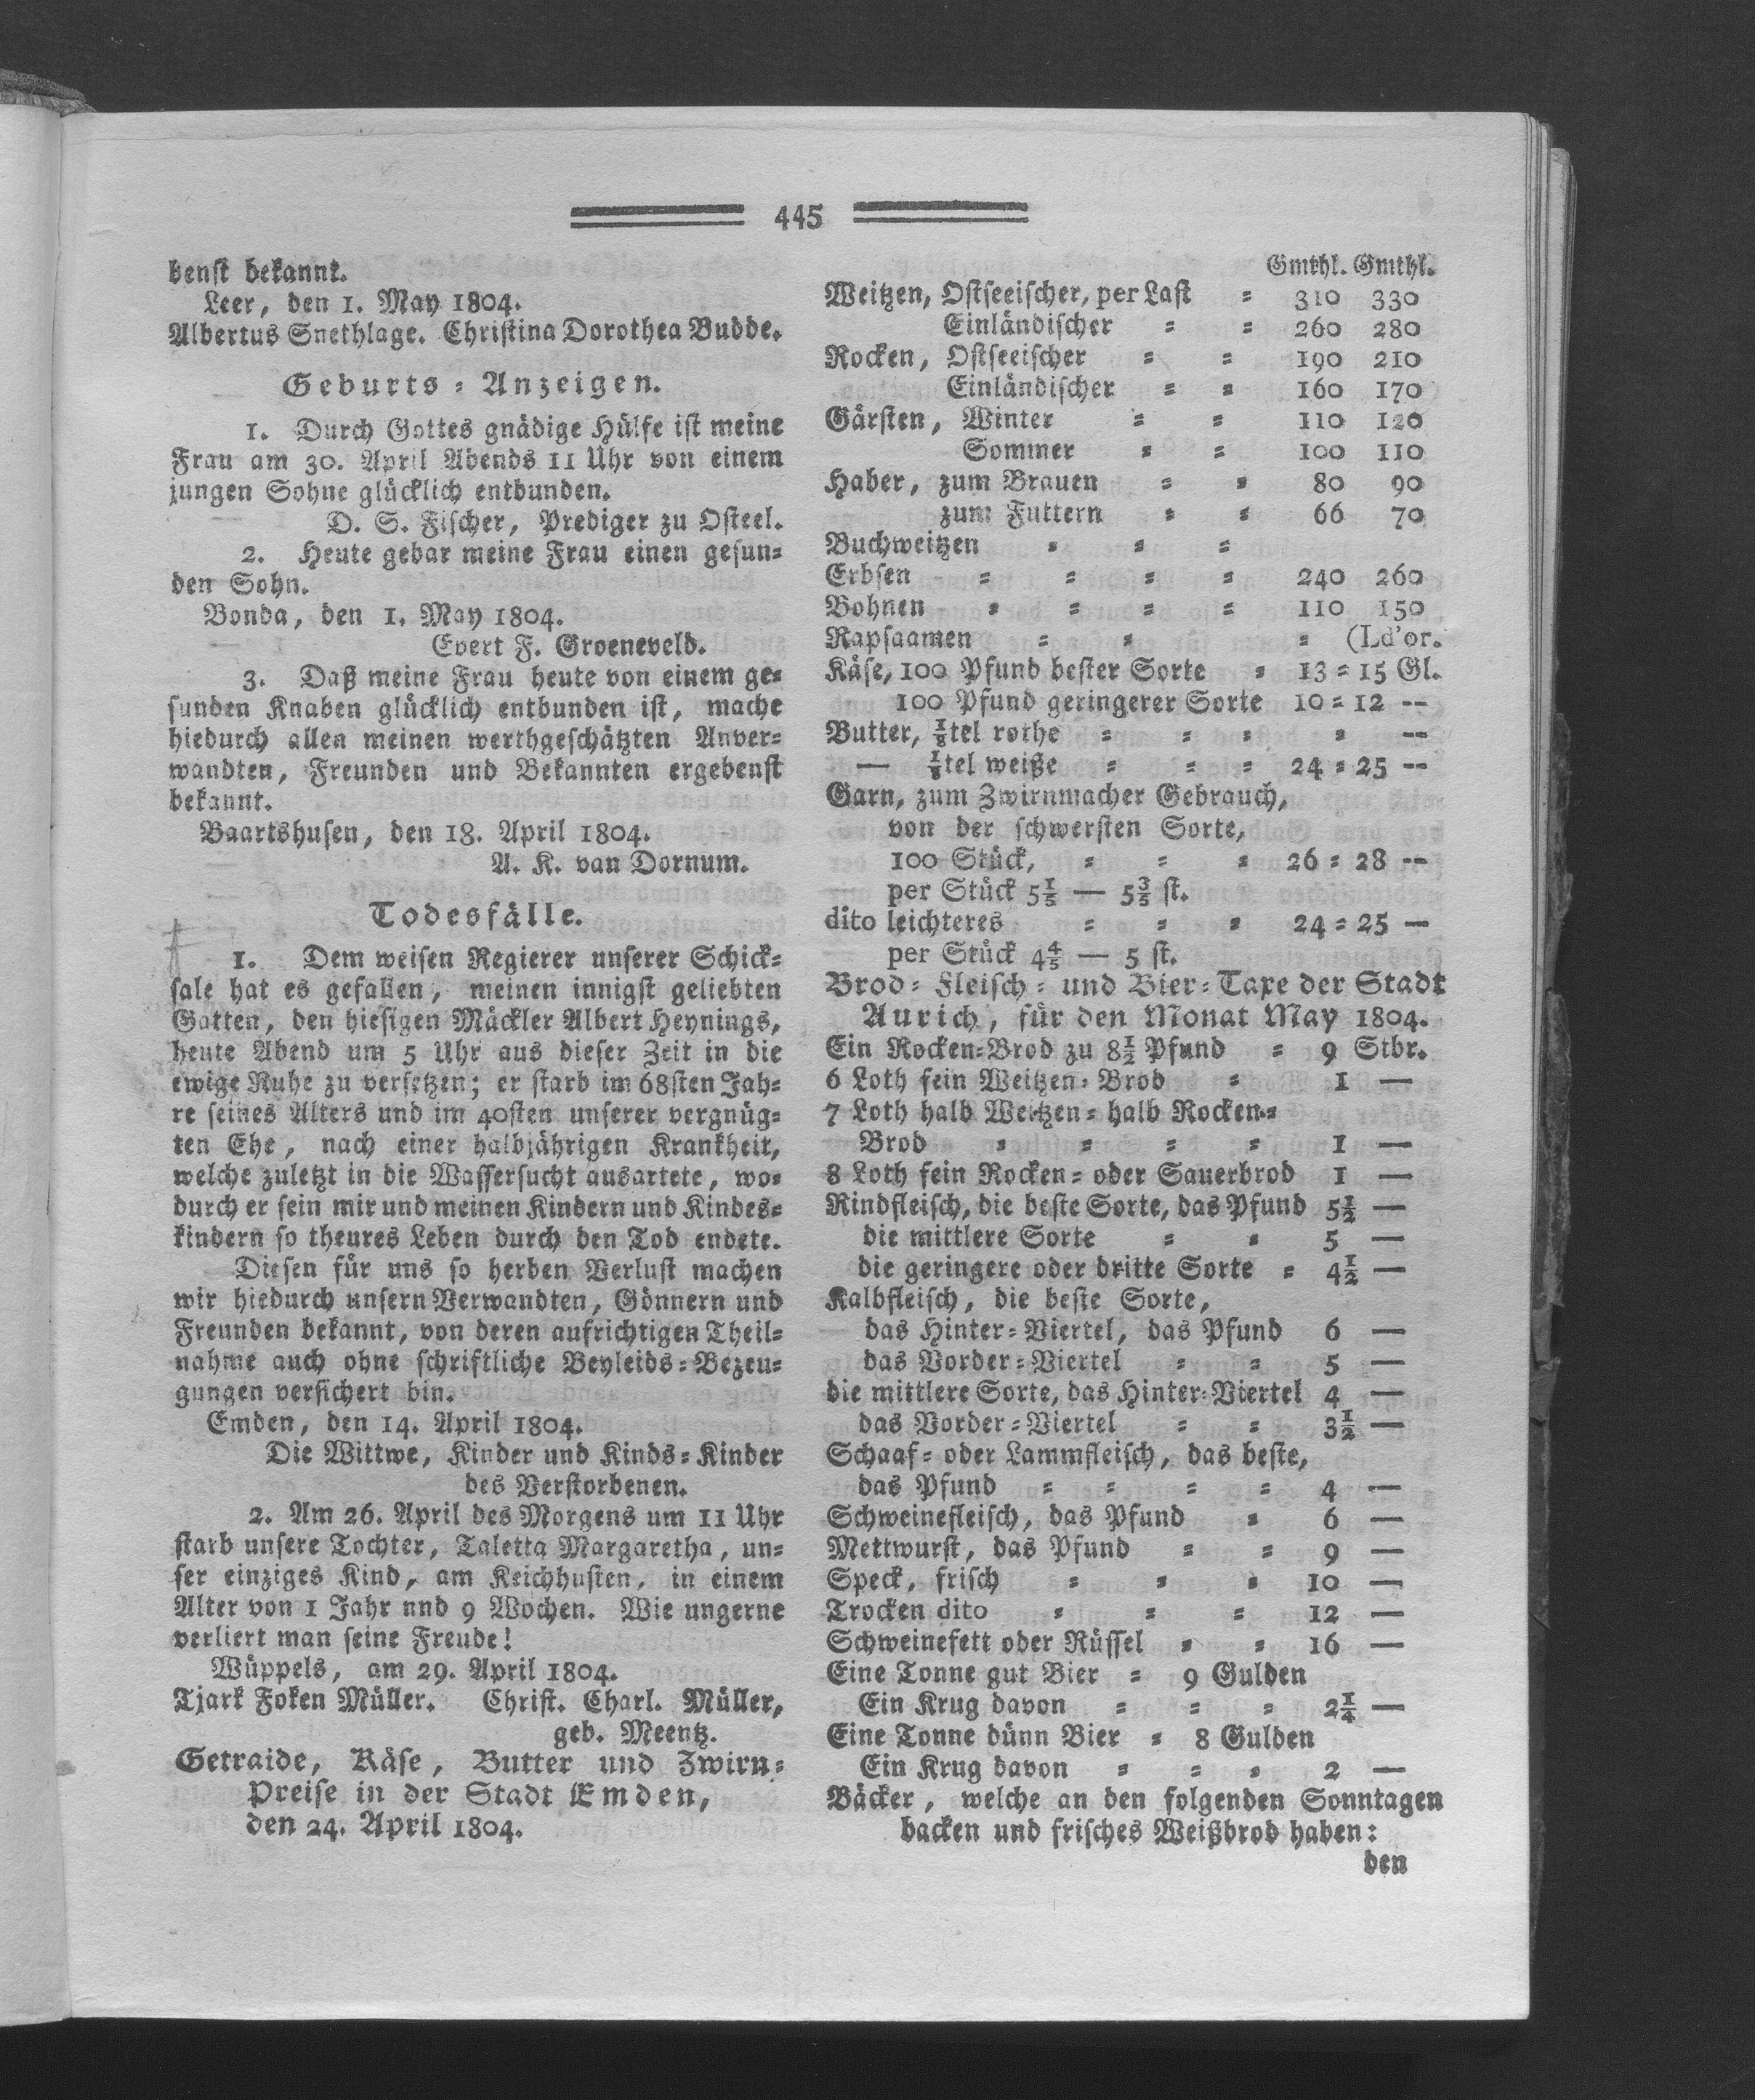 445
benst bekannt.
Leer, den 1. May 1804.
Albertus Snethlage. Christina Dorothea Budde.
Geburts = Anzeigen.
1. Durch Gottes gnädige Hülfe ist meine
Frau am 30. April Abends 11 Uhr von einem
jungen Sohne glücklich entbunden.
D. S. Fischer, Prediger zu Osteel.
2. Heute gebar meine Frau einen gesun=
den Sohn.
Bonda, den 1. May 1804.
Evert F. Groeneveld.
3. Daß meine Frau heute von einem ge=
sunden Knaben glücklich entbunden ist, mache
hiedurch allen meinen werthgeschätzten Anver=
wandten, Freunden und Bekannten ergebenst
bekannt.
Baartshusen, den 18. April 1804.
A. K. van Dornum.
Todesfälle.
1. Dem weisen Regierer unserer Schick=
sale hat es gefallen, meinen innigst geliebten
Gatten, den hiesigen Mäckler Albert Heynings,
heute Abend um 5 Uhr aus dieser Zeit in die
ewige Ruhe zu versetzen; er starb im 68sten Jah=
re seines Alters und im 40sten unserer vergnüg=
ten Ehe, nach einer halbjährigen Krankheit,
welche zuletzt in die Wassersucht ausartete, wo=
durch er sein mir und meinen Kindern und Kindes=
kindern so theures Leben durch den Tod endete.
Diesen für uns so herben Verlust machen
wir hiedurch unsern Verwandten, Gönnern und
Freunden bekannt, von deren aufrichtigen Theil=
nahme auch ohne schriftliche Beyleids=Bezeu=
gungen versichert bin.
Emden, den 14. April 1804.
Die Wittwe, Kinder und Kinds=Kinder
des Verstorbenen.
2. Am 26. April des Morgens um 11 Uhr
starb unsere Tochter, Taletta Margaretha, un=
ser einziges Kind, am Keichhusten, in einem
Alter von 1 Jahr nnd 9 Wochen. Wie ungerne
verliert man seine Freude!
Wüppels, am 29. April 1804.
Tjark Foken Müller. Christ. Charl. Müller,
geb. Meentz.
Getraide, Käse, Butter und Zwirn=
Preise in der Stadt Emden,
den 24. April 1804.
Gmthl. Gmthl.
Weitzen, Ostseeischer, per Last = 310 330
Einländischer = = 260 280
Rocken, Ostseeischer = = 190 210
Einländischer = = 160 170
Gärsten, Winter = = 110 120
Sommer = = 100 110
Haber, zum Brauen = = 80 90
zum Futtern = = 66 70
Buchweitzen = = =
Erbsen = = = = 240 260
Bohnen = = = = 110 150
Rapsaamen = = = (Ld'or.
Käse, 100 Pfund bester Sorte = 13 = 15 Gl.
100 Pfund geringerer Sorte 10 = 12 --
Butter, ⅛tel rothe = = = = --
— ⅛tel weiße = = = 24 = 25 --
Garn, zum Zwirnmacher Gebrauch,
von der schwersten Sorte,
100 Stück, = = = 26 = 28 --
per Stück 5⅕ — 5⅗ st.
dito leichteres = = = 24 = 25 —
per Stück 4⅘ — 5 st.
Brod= Fleisch= und Bier=Taxe der Stadt
Aurich, für den Monat May 1804.
Ein Rocken=Brod zu 8½ Pfund = 9 Stbr.
6 Loth fein Weitzen=Brod = 1 —
7 Loth halb Weitzen= halb Rocken=
Brod = = = = 1 —
8 Loth fein Rocken= oder Sauerbrod 1 —
Rindfleisch, die beste Sorte, das Pfund 5½ —
die mittlere Sorte = = 5 —
die geringere oder dritte Sorte = 4½ —
Kalbfleisch, die beste Sorte,
das Hinter=Viertel, das Pfund 6 —
das Vorder=Viertel = = 5 —
die mittlere Sorte, das Hinter=Viertel 4 —
das Vorder=Viertel = = 3½ —
Schaaf= oder Lammfleisch, das beste,
das Pfund = = = = 4 —
Schweinefleisch, das Pfund = 6 —
Mettwurst, das Pfund = = 9 —
Speck, frisch = = = 10 —
Trocken dito = = = 12 —
Schweinefett oder Rüssel = = 16 —
Eine Tonne gut Bier = 9 Gulden
Ein Krug davon = = = 2¼ —
Eine Tonne dünn Bier = 8 Gulden
Ein Krug davon = = = 2 —
Bäcker, welche an den folgenden Sonntagen
backen und frisches Weißbrod haben:
den